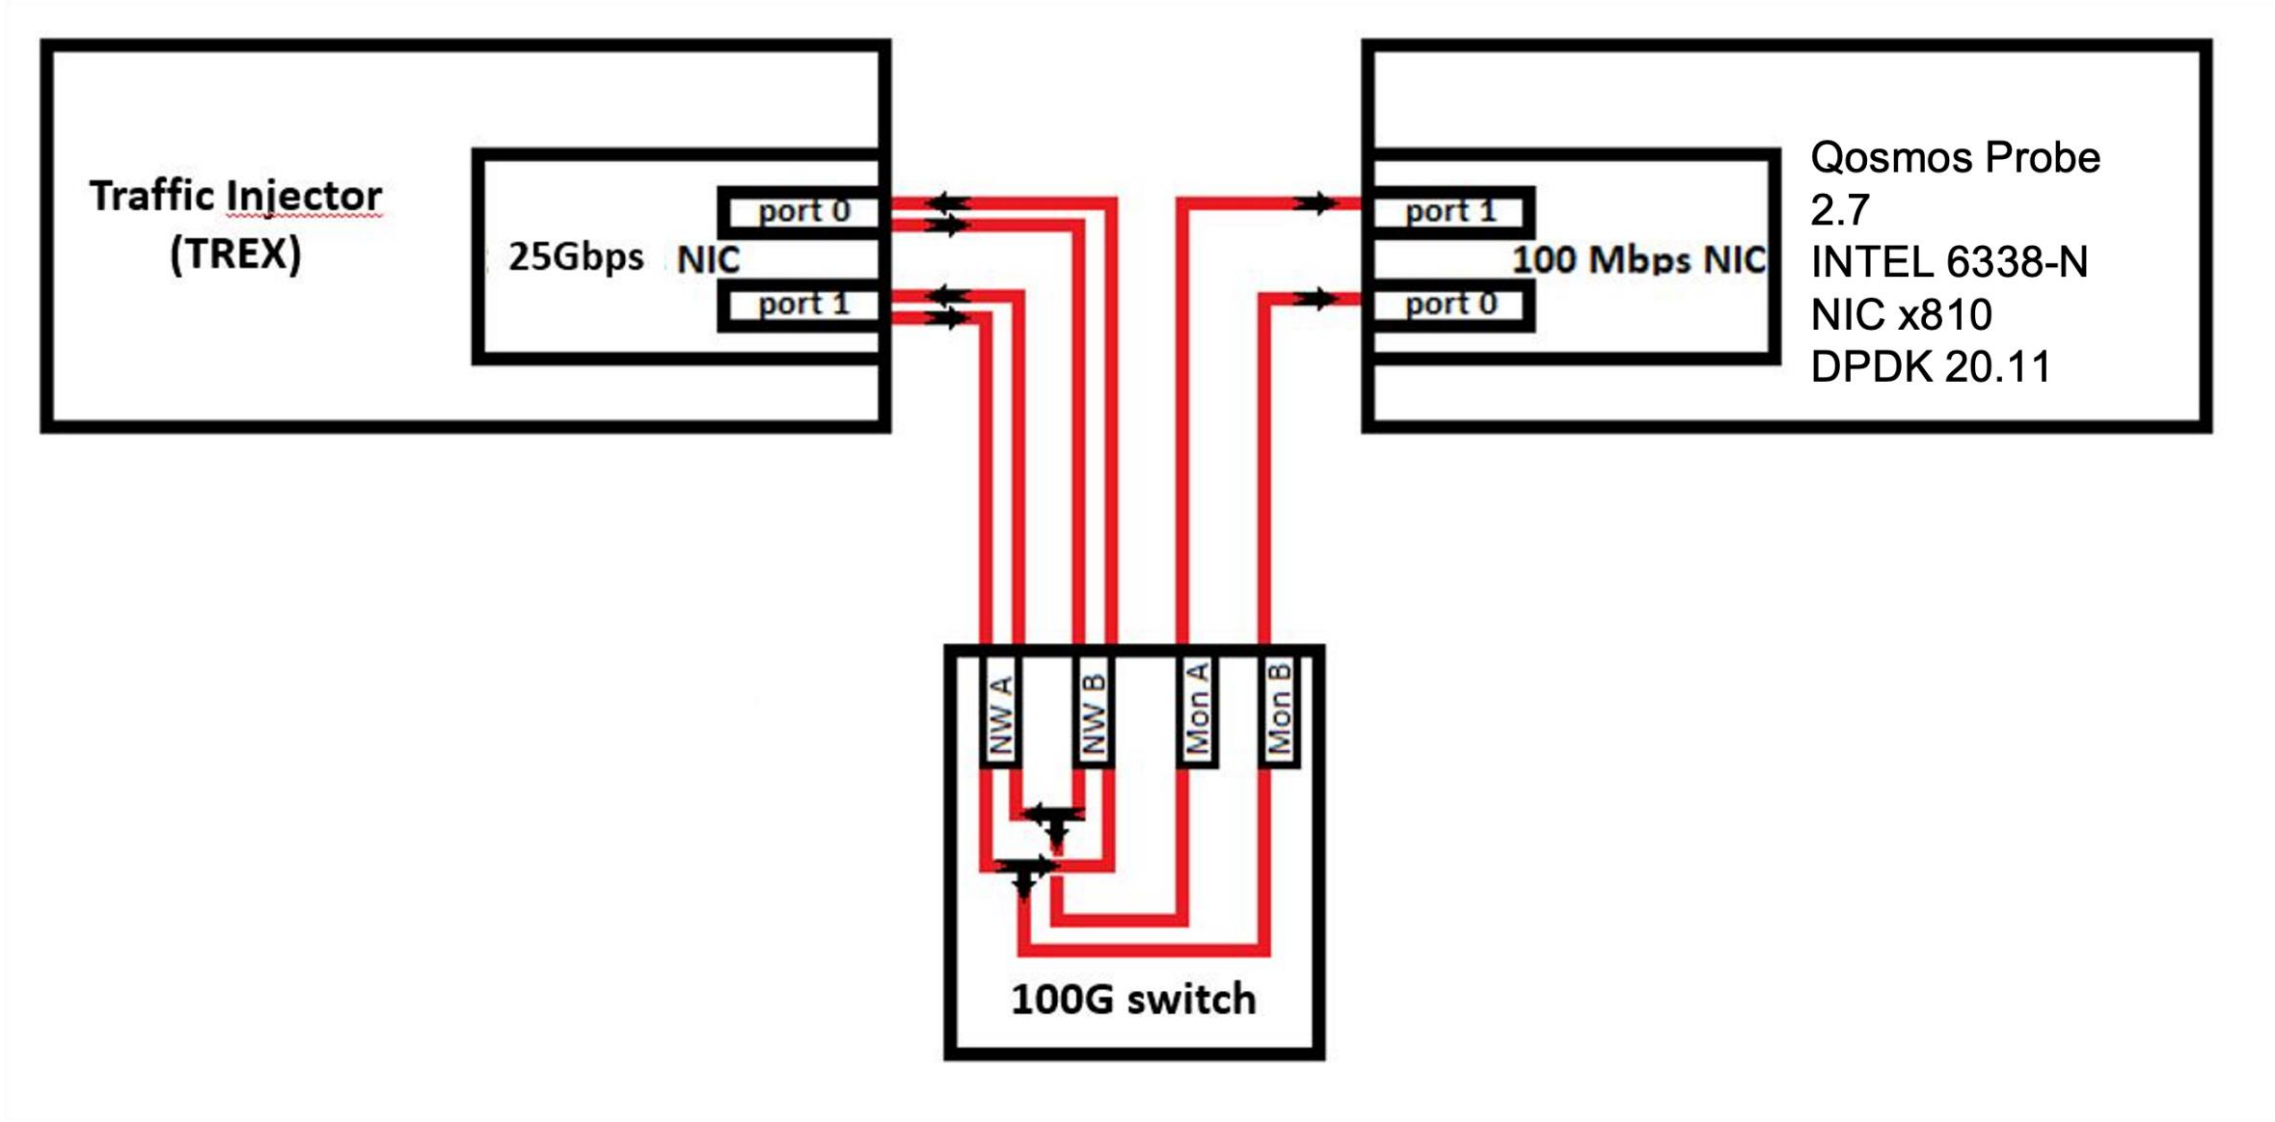 Traffic Injector
(TREX)
25Gbps NIC
port 0
port 1
port 1
100 Mbps NIC
port 0
Qosmos Probe
2.7
INTEL 6338-N
NIC x810
DPDK 20.11
NW A
NW B
Mon A
Mon B
100G switch